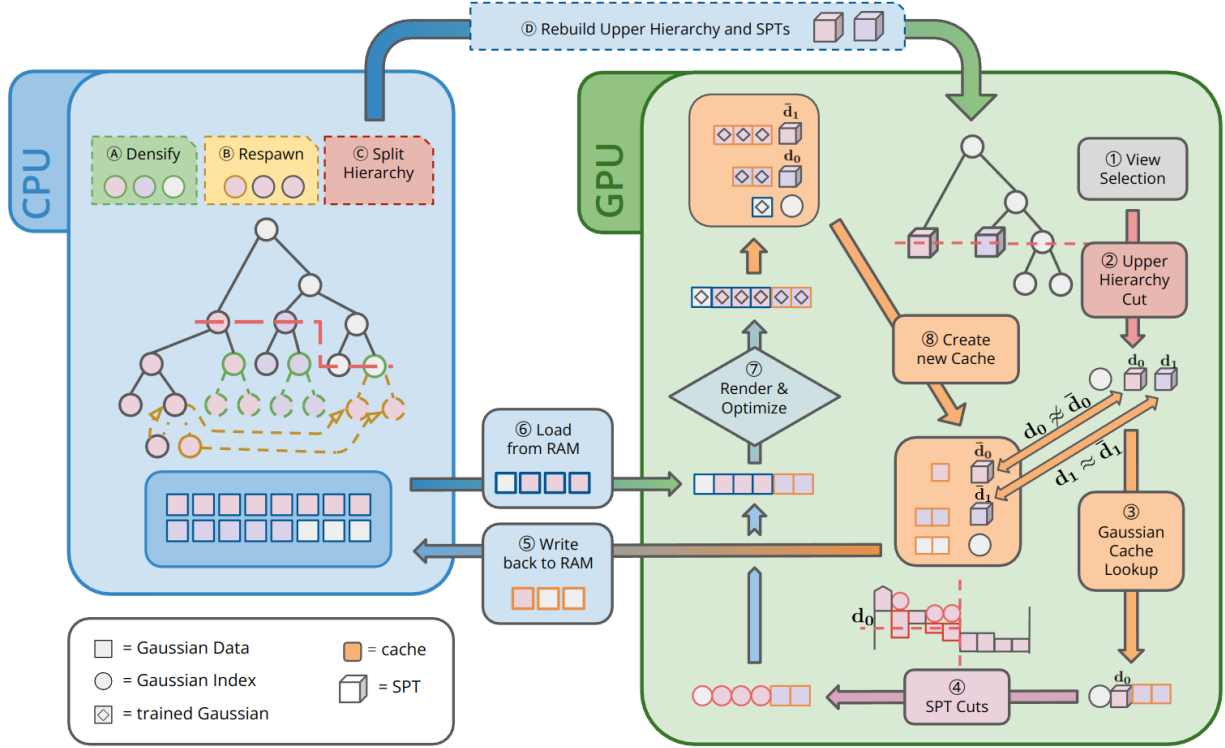 Ⓓ Rebuild Upper Hierarchy and SPTs
CPU
Ⓐ Densify
Ⓑ Respawn
Ⓒ Split
Hierarchy
GPU
d̄₁
d₀
① View
Selection
② Upper
Hierarchy
Cut
⑧ Create
new Cache
⑦
Render &
Optimize
d₀ d₁
d₀ ≉ d̄₀
d₁ ≈ d̄₁
d̄₀
d̄₁
⑥ Load
from RAM
⑤ Write
back to RAM
③
Gaussian
Cache
Lookup
d₀
④
SPT Cuts
d₀
= Gaussian Data
= Gaussian Index
= trained Gaussian
= cache
= SPT